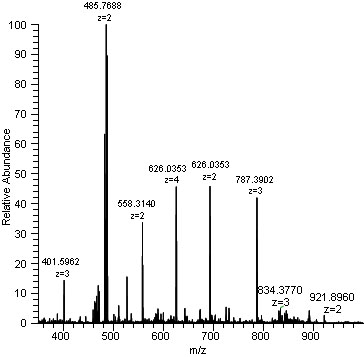 485.7688
z=2
100
90
80
70
60
50
40
30
20
10
0
Relative Abundance
626.0353
z=4
626.0353
z=2
787.3902
z=3
558.3140
z=2
401.5962
z=3
834.3770
z=3
921.8960
z=2
400
500
600
700
800
900
m/z